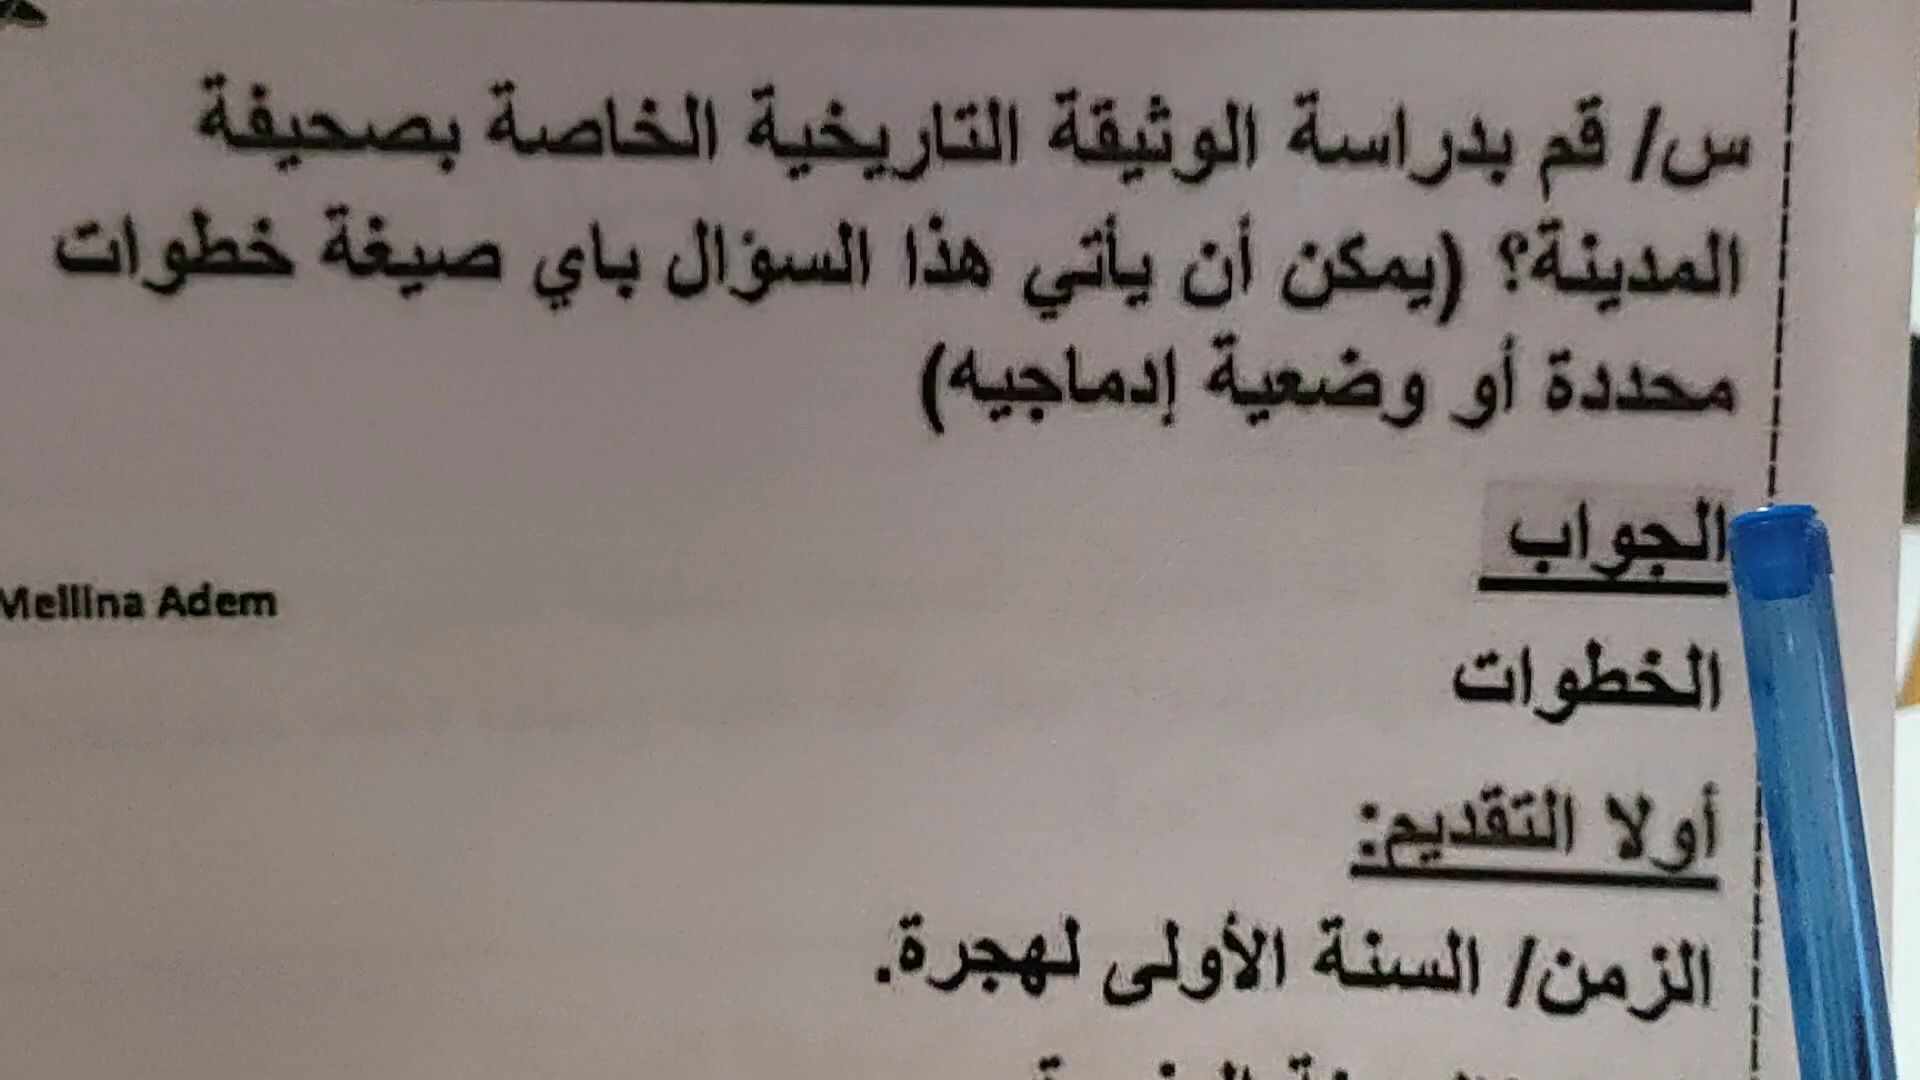 س/ قم بدراسة الوثيقة التاريخية الخاصة بصحيفة
المدينة؟ (يمكن أن يأتي هذا السؤال باي صيغة خطوات
محددة أو وضعية إدماجيه)
الجواب
Mellina Adem
الخطوات
أولا التقديم:
الزمن/ السنة الأولى لهجرة.